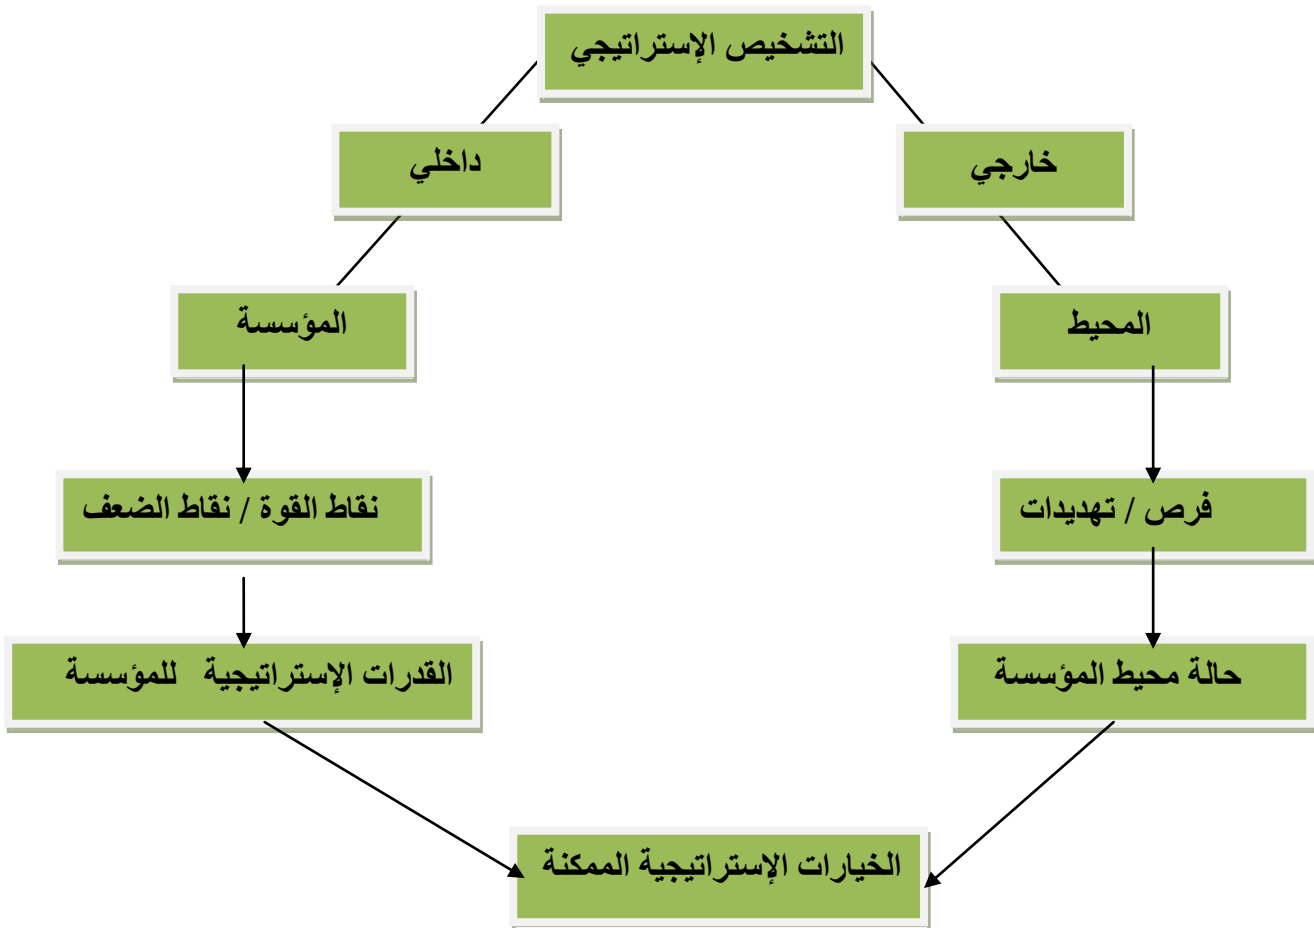 التشخيص الإستراتيجي
خارجي
داخلي
المحيط
المؤسسة
فرص / تهديدات
نقاط القوة / نقاط الضعف
حالة محيط المؤسسة
القدرات الإستراتيجية للمؤسسة
الخيارات الإستراتيجية الممكنة